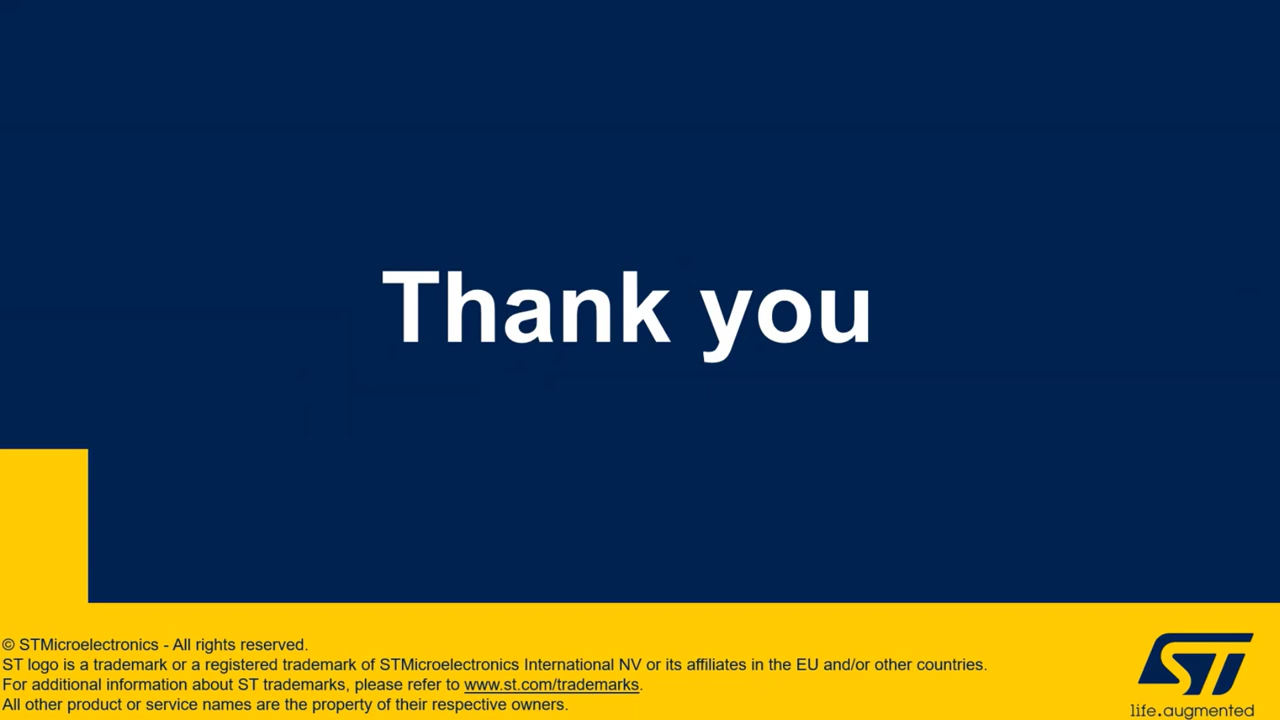 Thank you
© STMicroelectronics - All rights reserved.
ST logo is a trademark or a registered trademark of STMicroelectronics International NV or its affiliates in the EU and/or other countries.
For additional information about ST trademarks, please refer to www.st.com/trademarks.
All other product or service names are the property of their respective owners.
ST
life.augmented